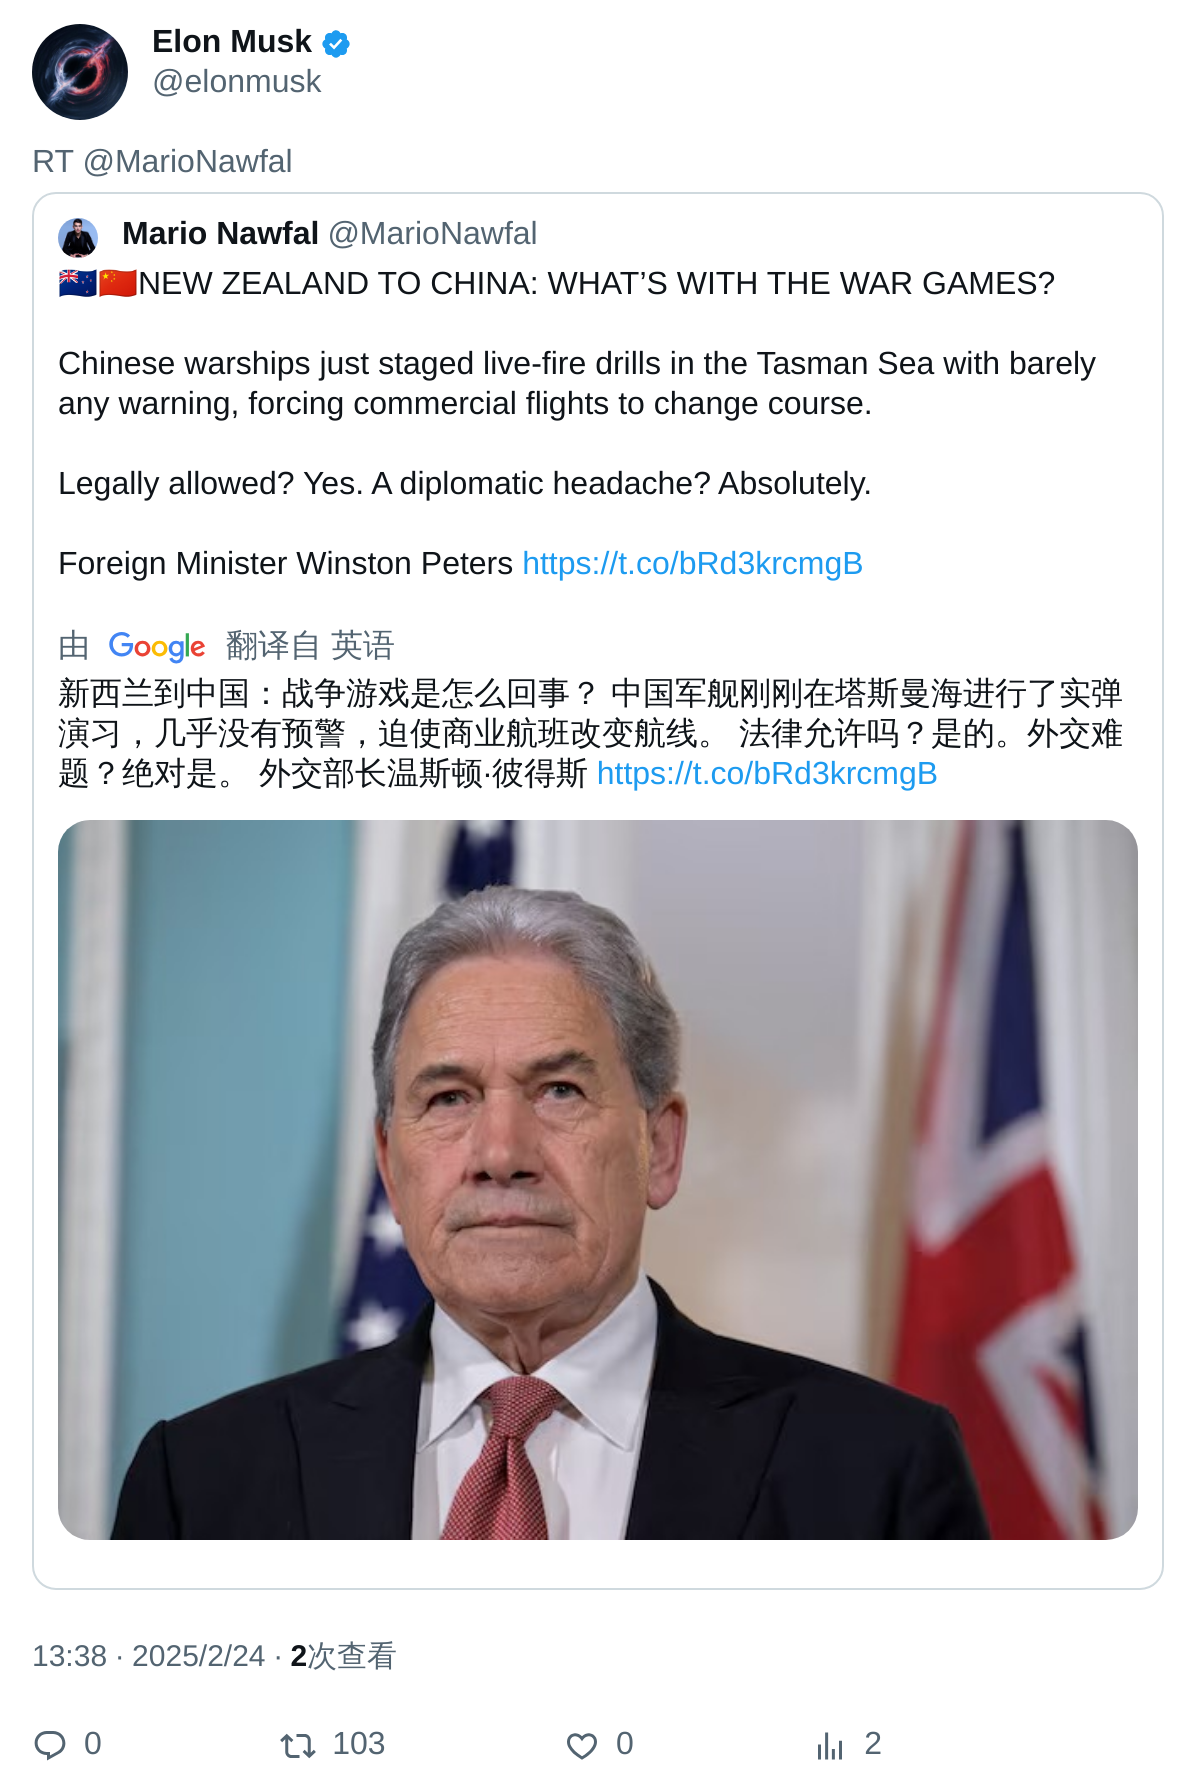 Elon Musk
@elonmusk
RT @MarioNawfal
Mario Nawfal @MarioNawfal
🇳🇿🇨🇳NEW ZEALAND TO CHINA: WHAT’S WITH THE WAR GAMES?
Chinese warships just staged live-fire drills in the Tasman Sea with barely
any warning, forcing commercial flights to change course.
Legally allowed? Yes. A diplomatic headache? Absolutely.
Foreign Minister Winston Peters https://t.co/bRd3krcmgB
由 Google 翻译自 英语
新西兰到中国：战争游戏是怎么回事？ 中国军舰刚刚在塔斯曼海进行了实弹
演习，几乎没有预警，迫使商业航班改变航线。 法律允许吗？是的。外交难
题？绝对是。 外交部长温斯顿·彼得斯 https://t.co/bRd3krcmgB
13:38 · 2025/2/24 · 2次查看
0 103 0 2